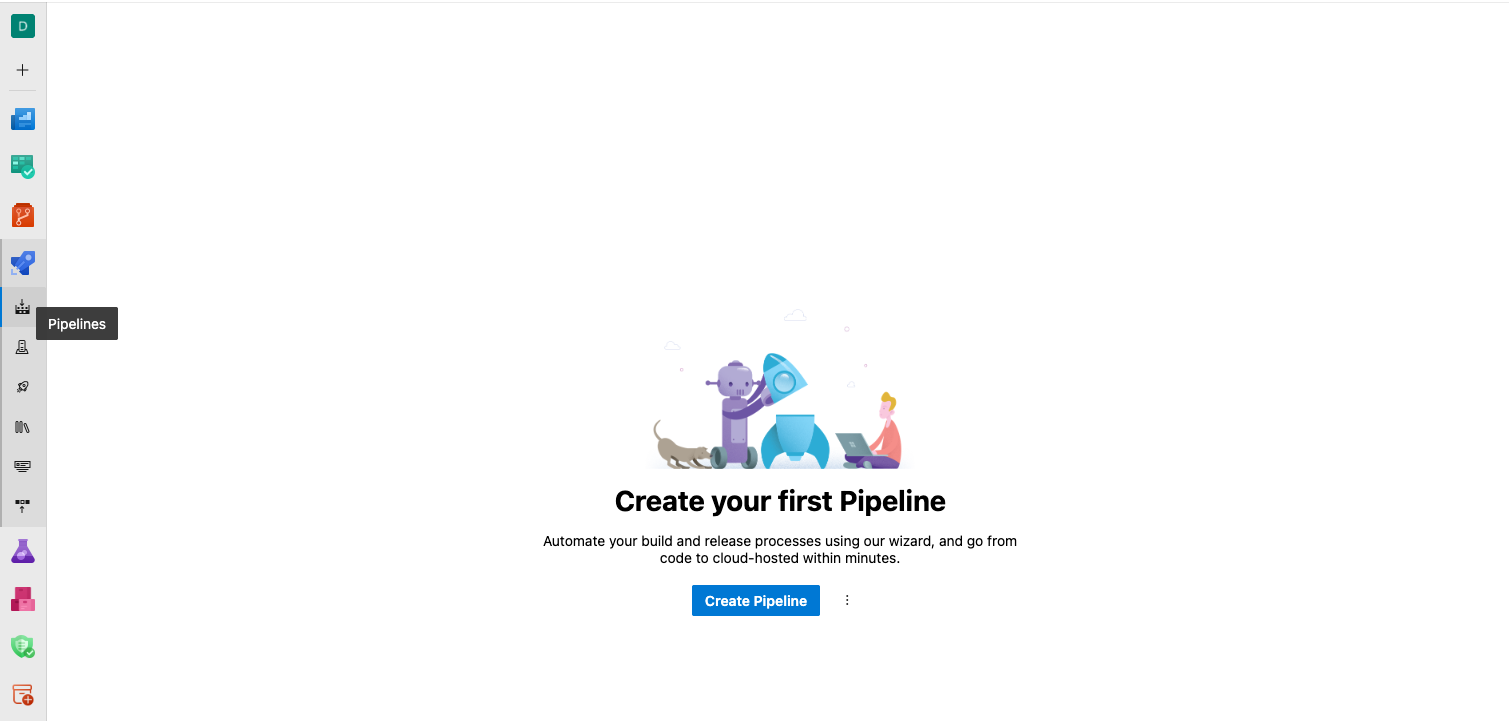 D
Pipelines
Create your first Pipeline
Automate your build and release processes using our wizard, and go from
code to cloud-hosted within minutes.
Create Pipeline